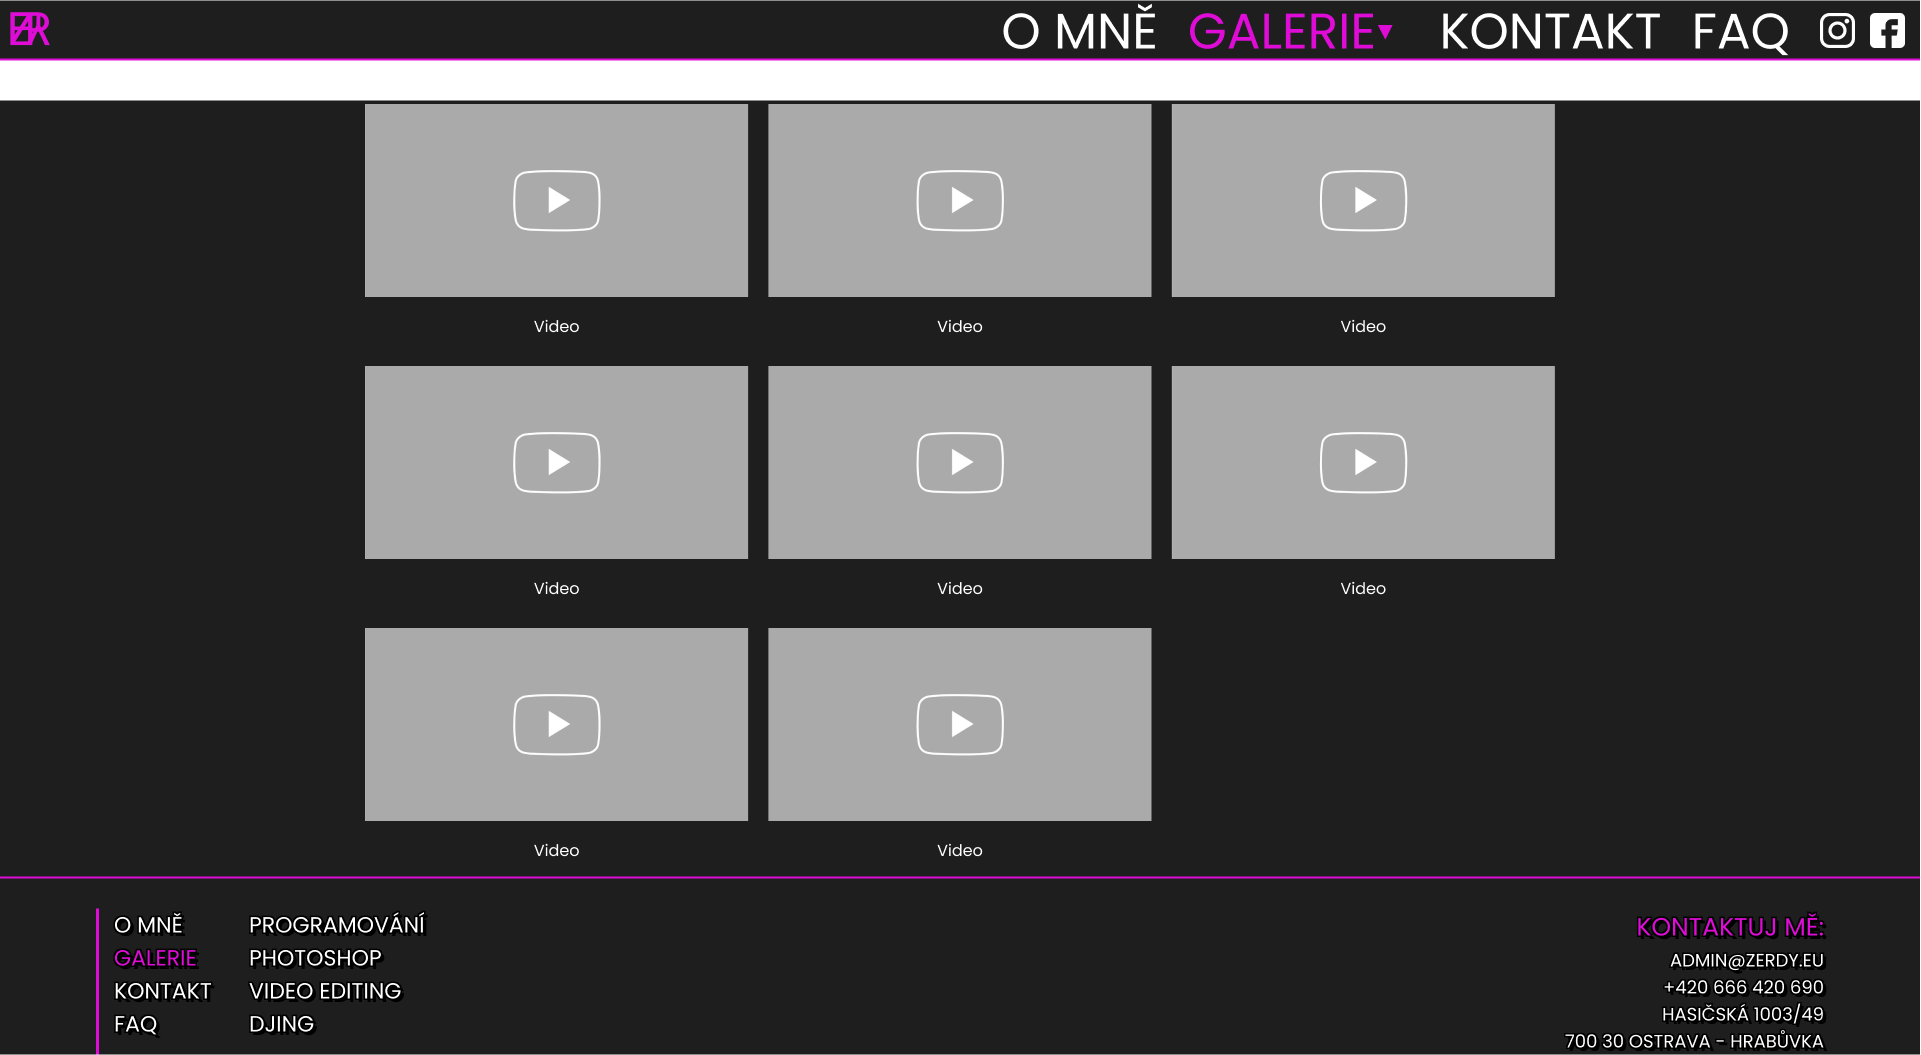 O MNĚ GALERIE▾ KONTAKT FAQ
Video Video Video
Video Video Video
Video Video
O MNĚ PROGRAMOVÁNÍ
GALERIE PHOTOSHOP
KONTAKT VIDEO EDITING
FAQ DJING
KONTAKTUJ MĚ:
ADMIN@ZERDY.EU
+420 666 420 690
HASIČSKÁ 1003/49
700 30 OSTRAVA - HRABŮVKA